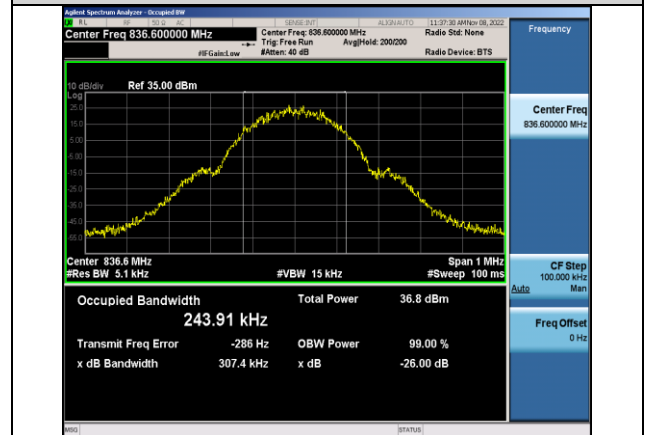 Agilent Spectrum Analyzer - Occupied BW
RL RF 50 Ω AC SENSE:INT ALIGNAUTO 11:37:30 AM Nov 08, 2022
Center Freq 836.600000 MHz
Center Freq: 836.600000 MHz
Radio Std: None
Trig: Free Run Avg|Hold: 200/200
#IFGain:Low
#Atten: 40 dB
Radio Device: BTS
Frequency
10 dB/div Ref 35.00 dBm
Log
25.0
15.0
5.00
-5.00
-15.0
-25.0
-35.0
-45.0
-55.0
Center 836.6 MHz
Span 1 MHz
#Res BW 5.1 kHz
#VBW 15 kHz
#Sweep 100 ms
Occupied Bandwidth
243.91 kHz
Total Power 36.8 dBm
Transmit Freq Error -286 Hz
OBW Power 99.00 %
x dB Bandwidth 307.4 kHz
x dB -26.00 dB
Center Freq
836.600000 MHz
CF Step
100.000 kHz
Auto Man
Freq Offset
0 Hz
MSG
STATUS